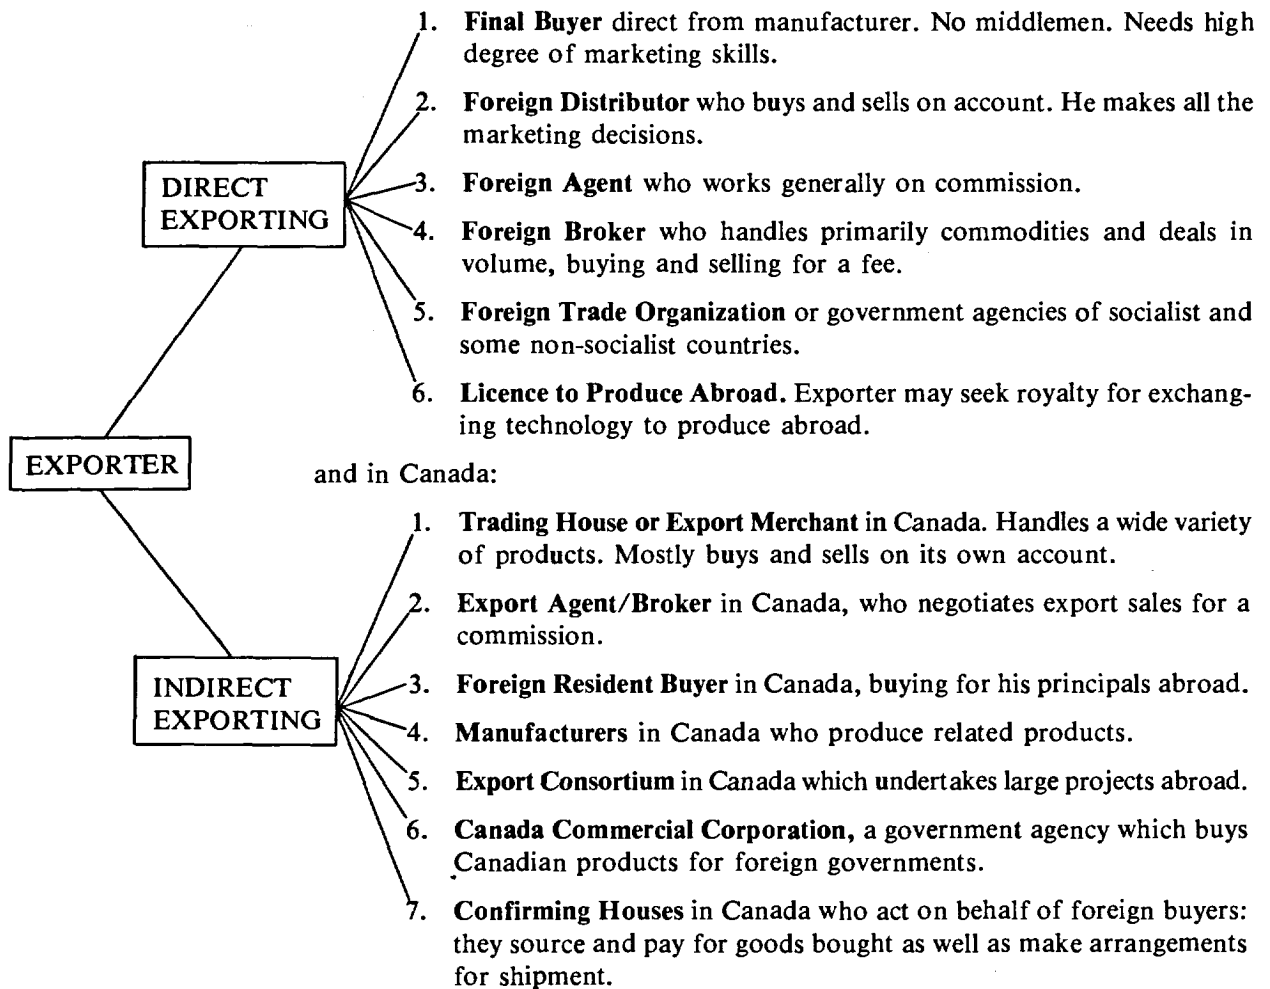 1. Final Buyer direct from manufacturer. No middlemen. Needs high
degree of marketing skills.
2. Foreign Distributor who buys and sells on account. He makes all the
marketing decisions.
DIRECT
EXPORTING
3. Foreign Agent who works generally on commission.
4. Foreign Broker who handles primarily commodities and deals in
volume, buying and selling for a fee.
5. Foreign Trade Organization or government agencies of socialist and
some non-socialist countries.
6. Licence to Produce Abroad. Exporter may seek royalty for exchang-
ing technology to produce abroad.
EXPORTER
and in Canada:
1. Trading House or Export Merchant in Canada. Handles a wide variety
of products. Mostly buys and sells on its own account.
2. Export Agent/Broker in Canada, who negotiates export sales for a
commission.
INDIRECT
EXPORTING
3. Foreign Resident Buyer in Canada, buying for his principals abroad.
4. Manufacturers in Canada who produce related products.
5. Export Consortium in Canada which undertakes large projects abroad.
6. Canada Commercial Corporation, a government agency which buys
Canadian products for foreign governments.
7. Confirming Houses in Canada who act on behalf of foreign buyers:
they source and pay for goods bought as well as make arrangements
for shipment.